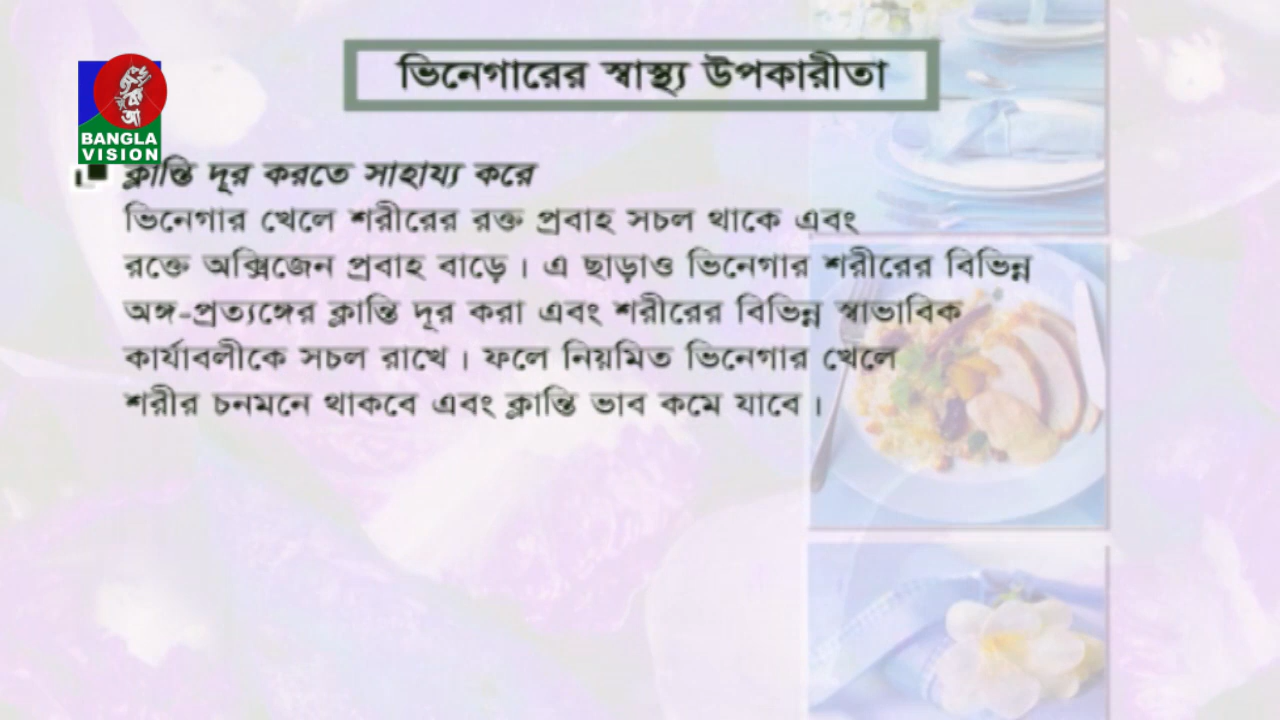 ভিনেগারের স্বাস্থ্য উপকারীতা
BANGLA
VISION
ক্লান্তি দূর করতে সাহায্য করে
ভিনেগার খেলে শরীরের রক্ত প্রবাহ সচল থাকে এবং
রক্তে অক্সিজেন প্রবাহ বাড়ে। এ ছাড়াও ভিনেগার শরীরের বিভিন্ন
অঙ্গ-প্রত্যঙ্গের ক্লান্তি দূর করা এবং শরীরের বিভিন্ন স্বাভাবিক
কার্যাবলীকে সচল রাখে। ফলে নিয়মিত ভিনেগার খেলে
শরীর চনমনে থাকবে এবং ক্লান্তি ভাব কমে যাবে।